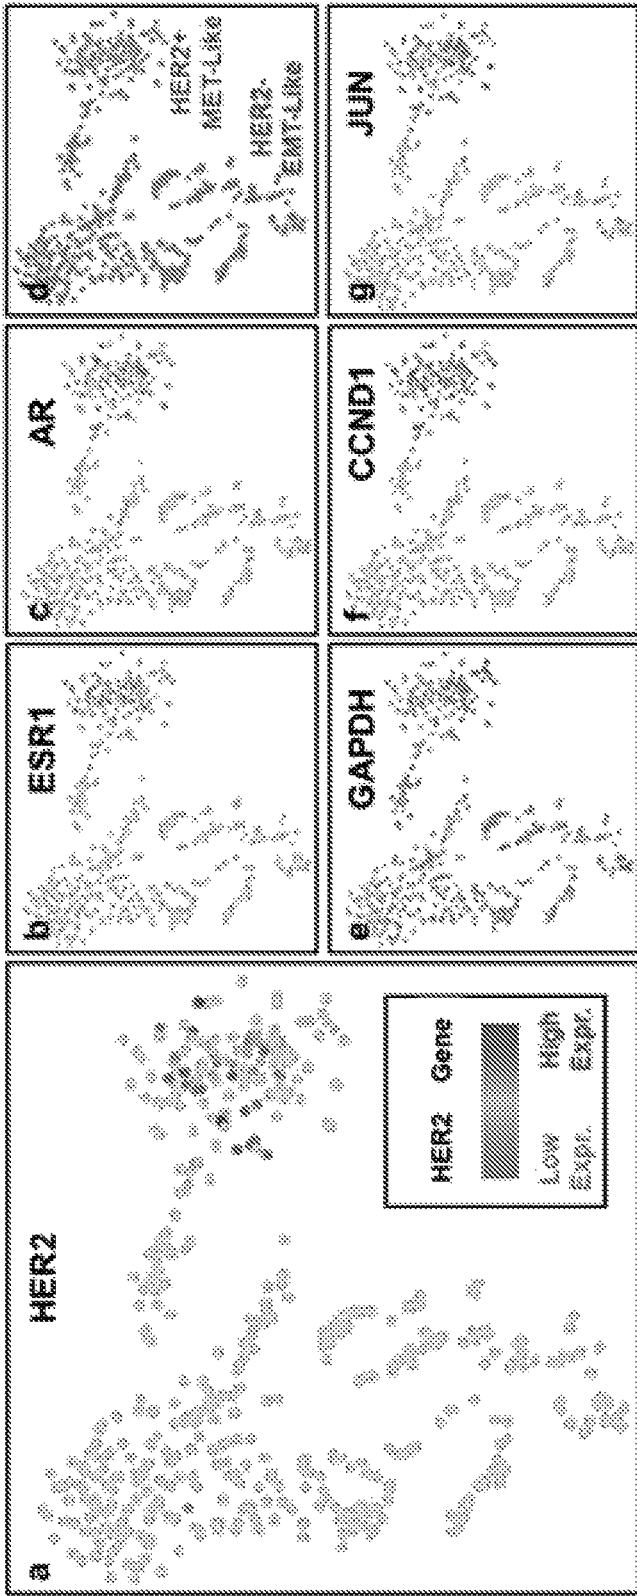 a
HER2
HER2 Gene
Low
Expr.
High
Expr.
b
ESR1
c
AR
d
HER2+
MET-Like
HER2-
EMT-Like
e
GAPDH
f
CCND1
g
JUN